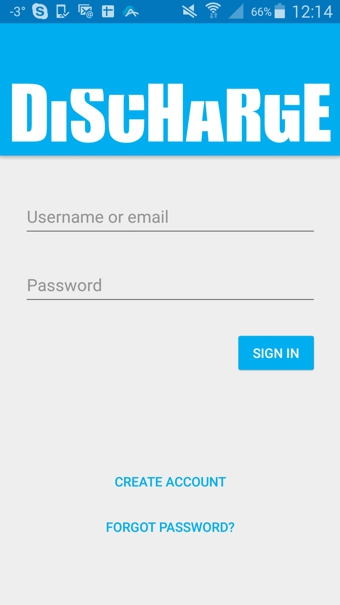 -3° 66% 12:14
DISCHARGE
Username or email
Password
SIGN IN
CREATE ACCOUNT
FORGOT PASSWORD?